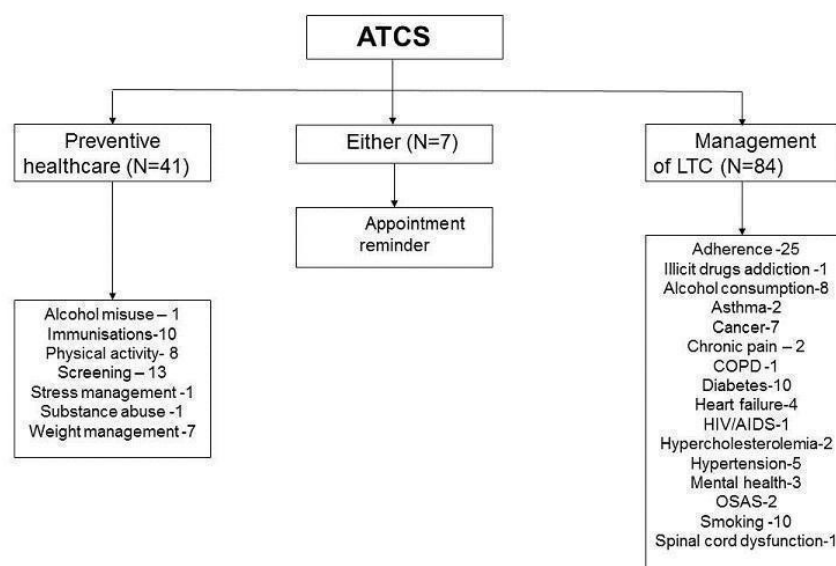 ATCS
Preventive
healthcare (N=41)
Either (N=7)
Management
of LTC (N=84)
Appointment
reminder
Alcohol misuse – 1
Immunisations-10
Physical activity- 8
Screening – 13
Stress management -1
Substance abuse -1
Weight management -7
Adherence -25
Illicit drugs addiction -1
Alcohol consumption-8
Asthma-2
Cancer-7
Chronic pain – 2
COPD -1
Diabetes-10
Heart failure-4
HIV/AIDS-1
Hypercholesterolemia-2
Hypertension-5
Mental health-3
OSAS-2
Smoking -10
Spinal cord dysfunction-1